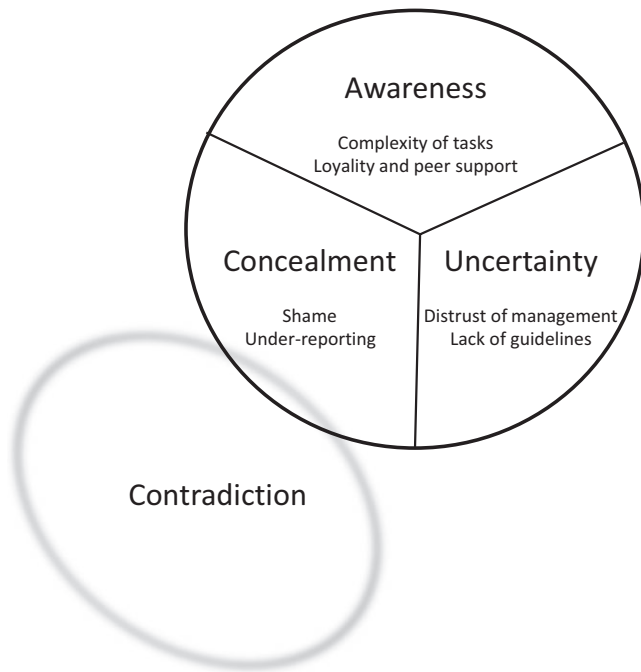 Awareness
Complexity of tasks
Loyality and peer support
Concealment
Shame
Under-reporting
Uncertainty
Distrust of management
Lack of guidelines
Contradiction